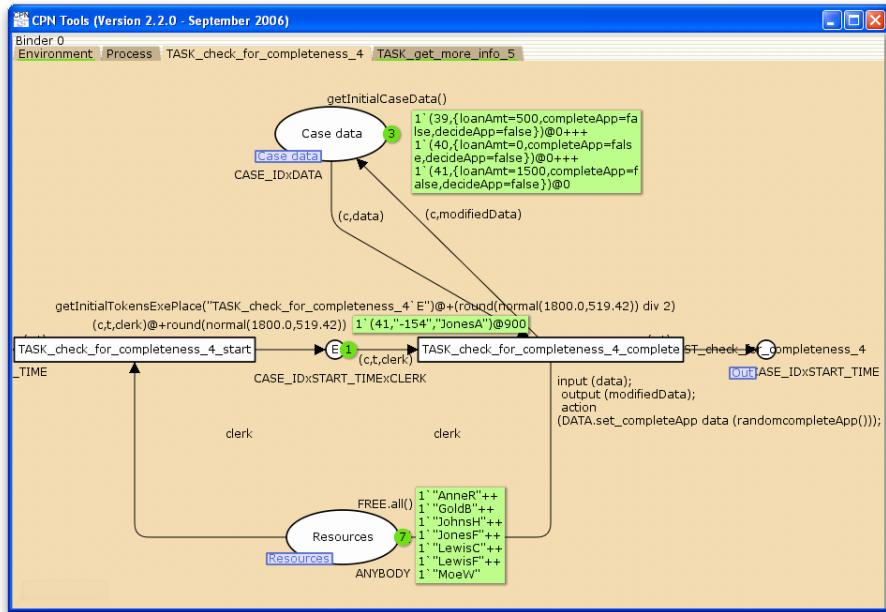 CPN Tools (Version 2.2.0 - September 2006)
Binder 0
Environment Process TASK_check_for_completeness_4 TASK_get_more_info_5
getInitialCaseData()
Case data
3
1`(39,{loanAmt=500,completeApp=fa
lse,decideApp=false})@0+++
1`(40,{loanAmt=0,completeApp=fals
e,decideApp=false})@0+++
1`(41,{loanAmt=1500,completeApp=f
alse,decideApp=false})@0
Case data
CASE_IDxDATA
(c,data)
(c,modifiedData)
getInitialTokensExePlace("TASK_check_for_completeness_4`E")@+(round(normal(1800.0,519.42)) div 2)
(c,t,clerk)@+round(normal(1800.0,519.42))
1`(41,"-154","JonesA")@900
TASK_check_for_completeness_4_start
E
1
(c,t,clerk)
TASK_check_for_completeness_4_complete
ST_check_for_completeness_4
_TIME
CASE_IDxSTART_TIMExCLERK
Out
CASE_IDxSTART_TIME
input (data);
output (modifiedData);
action
(DATA.set_completeApp data (randomcompleteApp()));
clerk
clerk
FREE.all()
Resources
7
1`"AnneR"++
1`"GoldB"++
1`"JohnsH"++
1`"JonesF"++
1`"LewisC"++
1`"LewisF"++
1`"MoeW"
Resources
ANYBODY